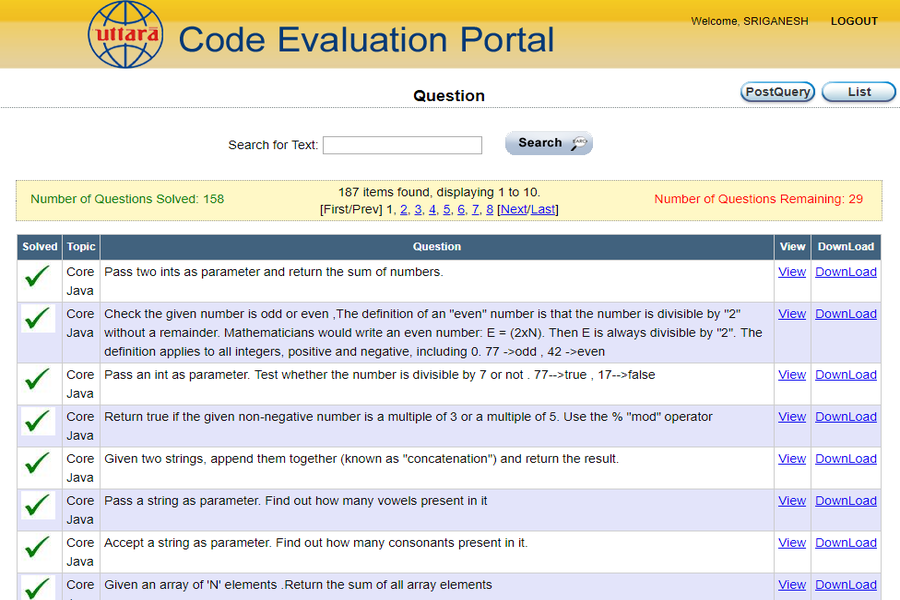 uttara
Code Evaluation Portal
Welcome, SRIGANESH LOGOUT
Question
PostQuery List
Search for Text: Search
Number of Questions Solved: 158
187 items found, displaying 1 to 10.
[First/Prev] 1, 2, 3, 4, 5, 6, 7, 8 [Next/Last]
Number of Questions Remaining: 29
Solved Topic Question View DownLoad
Core Java Pass two ints as parameter and return the sum of numbers. View DownLoad
Core Java Check the given number is odd or even ,The definition of an "even" number is that the number is divisible by "2"
without a remainder. Mathematicians would write an even number: E = (2xN). Then E is always divisible by "2". The
definition applies to all integers, positive and negative, including 0. 77 ->odd , 42 ->even View DownLoad
Core Java Pass an int as parameter. Test whether the number is divisible by 7 or not . 77-->true , 17-->false View DownLoad
Core Java Return true if the given non-negative number is a multiple of 3 or a multiple of 5. Use the % "mod" operator View DownLoad
Core Java Given two strings, append them together (known as "concatenation") and return the result. View DownLoad
Core Java Pass a string as parameter. Find out how many vowels present in it View DownLoad
Core Java Accept a string as parameter. Find out how many consonants present in it. View DownLoad
Core Given an array of 'N' elements .Return the sum of all array elements View DownLoad